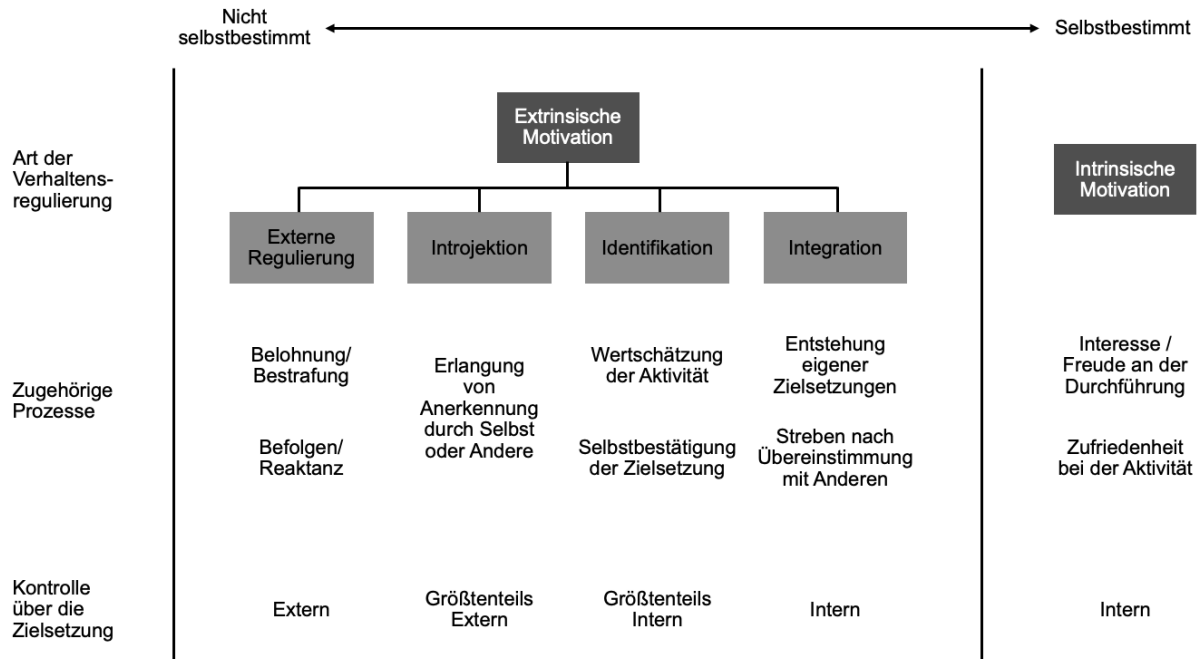 Nicht
selbstbestimmt
Selbstbestimmt
Art der
Verhaltens-
regulierung
Extrinsische
Motivation
Intrinsische
Motivation
Externe
Regulierung
Introjektion
Identifikation
Integration
Zugehörige
Prozesse
Belohnung/
Bestrafung
Befolgen/
Reaktanz
Erlangung
von
Anerkennung
durch Selbst
oder Andere
Wertschätzung
der Aktivität
Selbstbestätigung
der Zielsetzung
Entstehung
eigener
Zielsetzungen
Streben nach
Übereinstimmung
mit Anderen
Interesse /
Freude an der
Durchführung
Zufriedenheit
bei der Aktivität
Kontrolle
über die
Zielsetzung
Extern
Größtenteils
Extern
Größtenteils
Intern
Intern
Intern